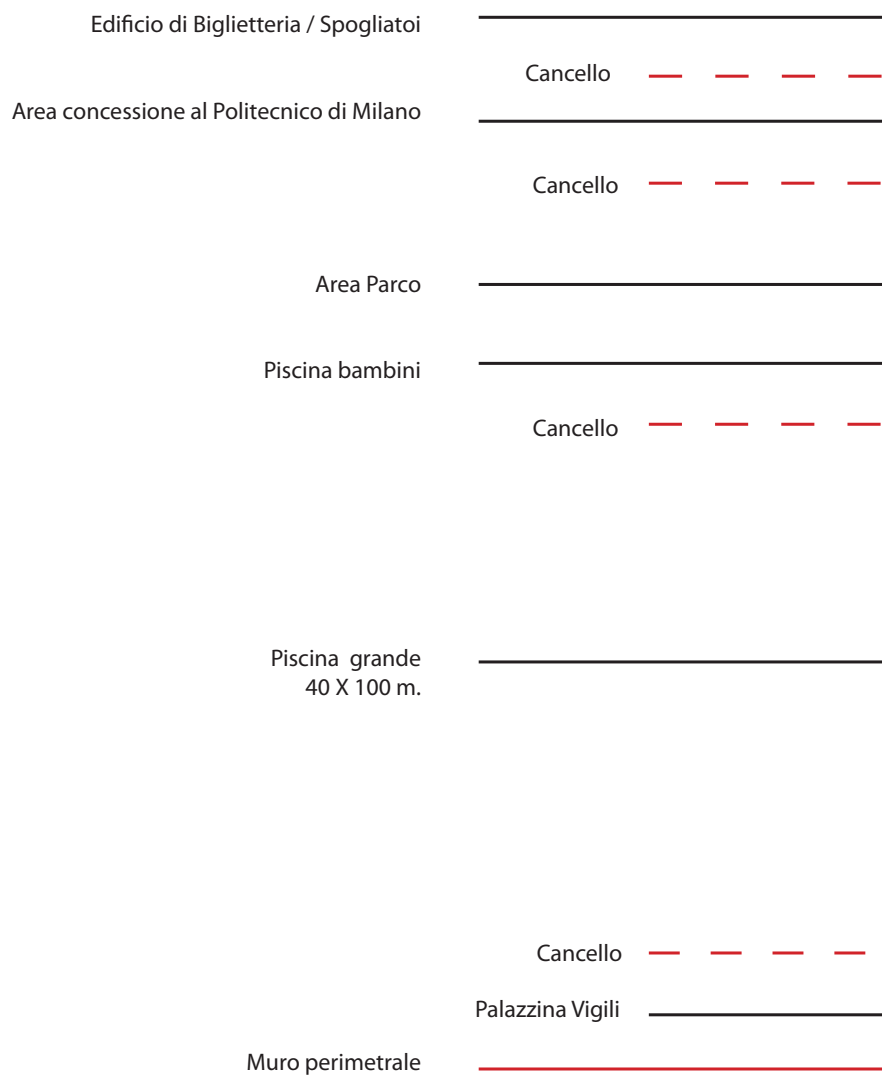 Edificio di Biglietteria / Spogliatoi
Cancello
Area concessione al Politecnico di Milano
Cancello
Area Parco
Piscina bambini
Cancello
Piscina grande
40 X 100 m.
Cancello
Palazzina Vigili
Muro perimetrale